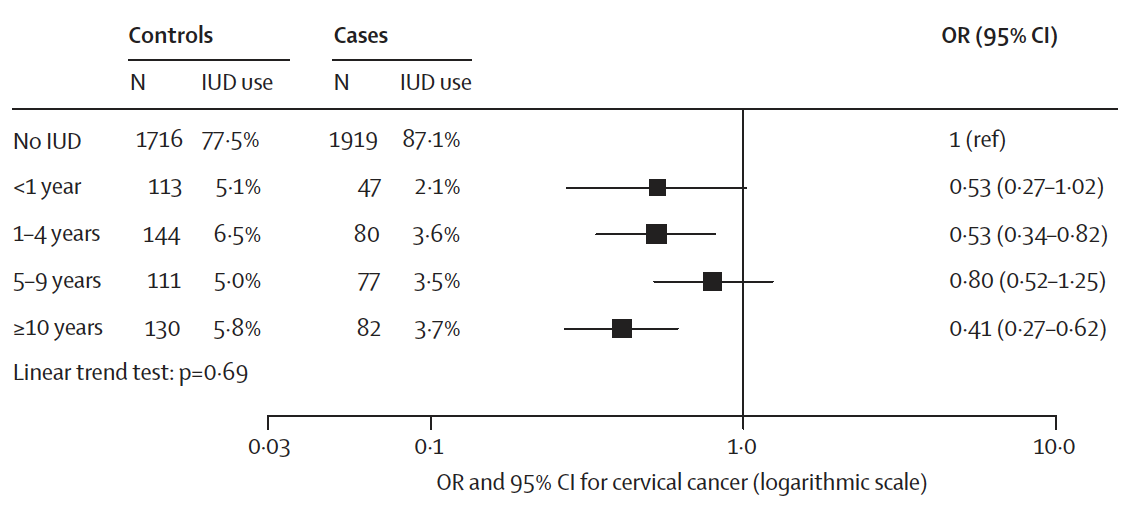 Controls Cases OR (95% CI)
N IUD use N IUD use
No IUD 1716 77·5% 1919 87·1% 1 (ref)
<1 year 113 5·1% 47 2·1% 0·53 (0·27–1·02)
1–4 years 144 6·5% 80 3·6% 0·53 (0·34–0·82)
5–9 years 111 5·0% 77 3·5% 0·80 (0·52–1·25)
≥10 years 130 5·8% 82 3·7% 0·41 (0·27–0·62)
Linear trend test: p=0·69
0·03 0·1 1·0 10·0
OR and 95% CI for cervical cancer (logarithmic scale)